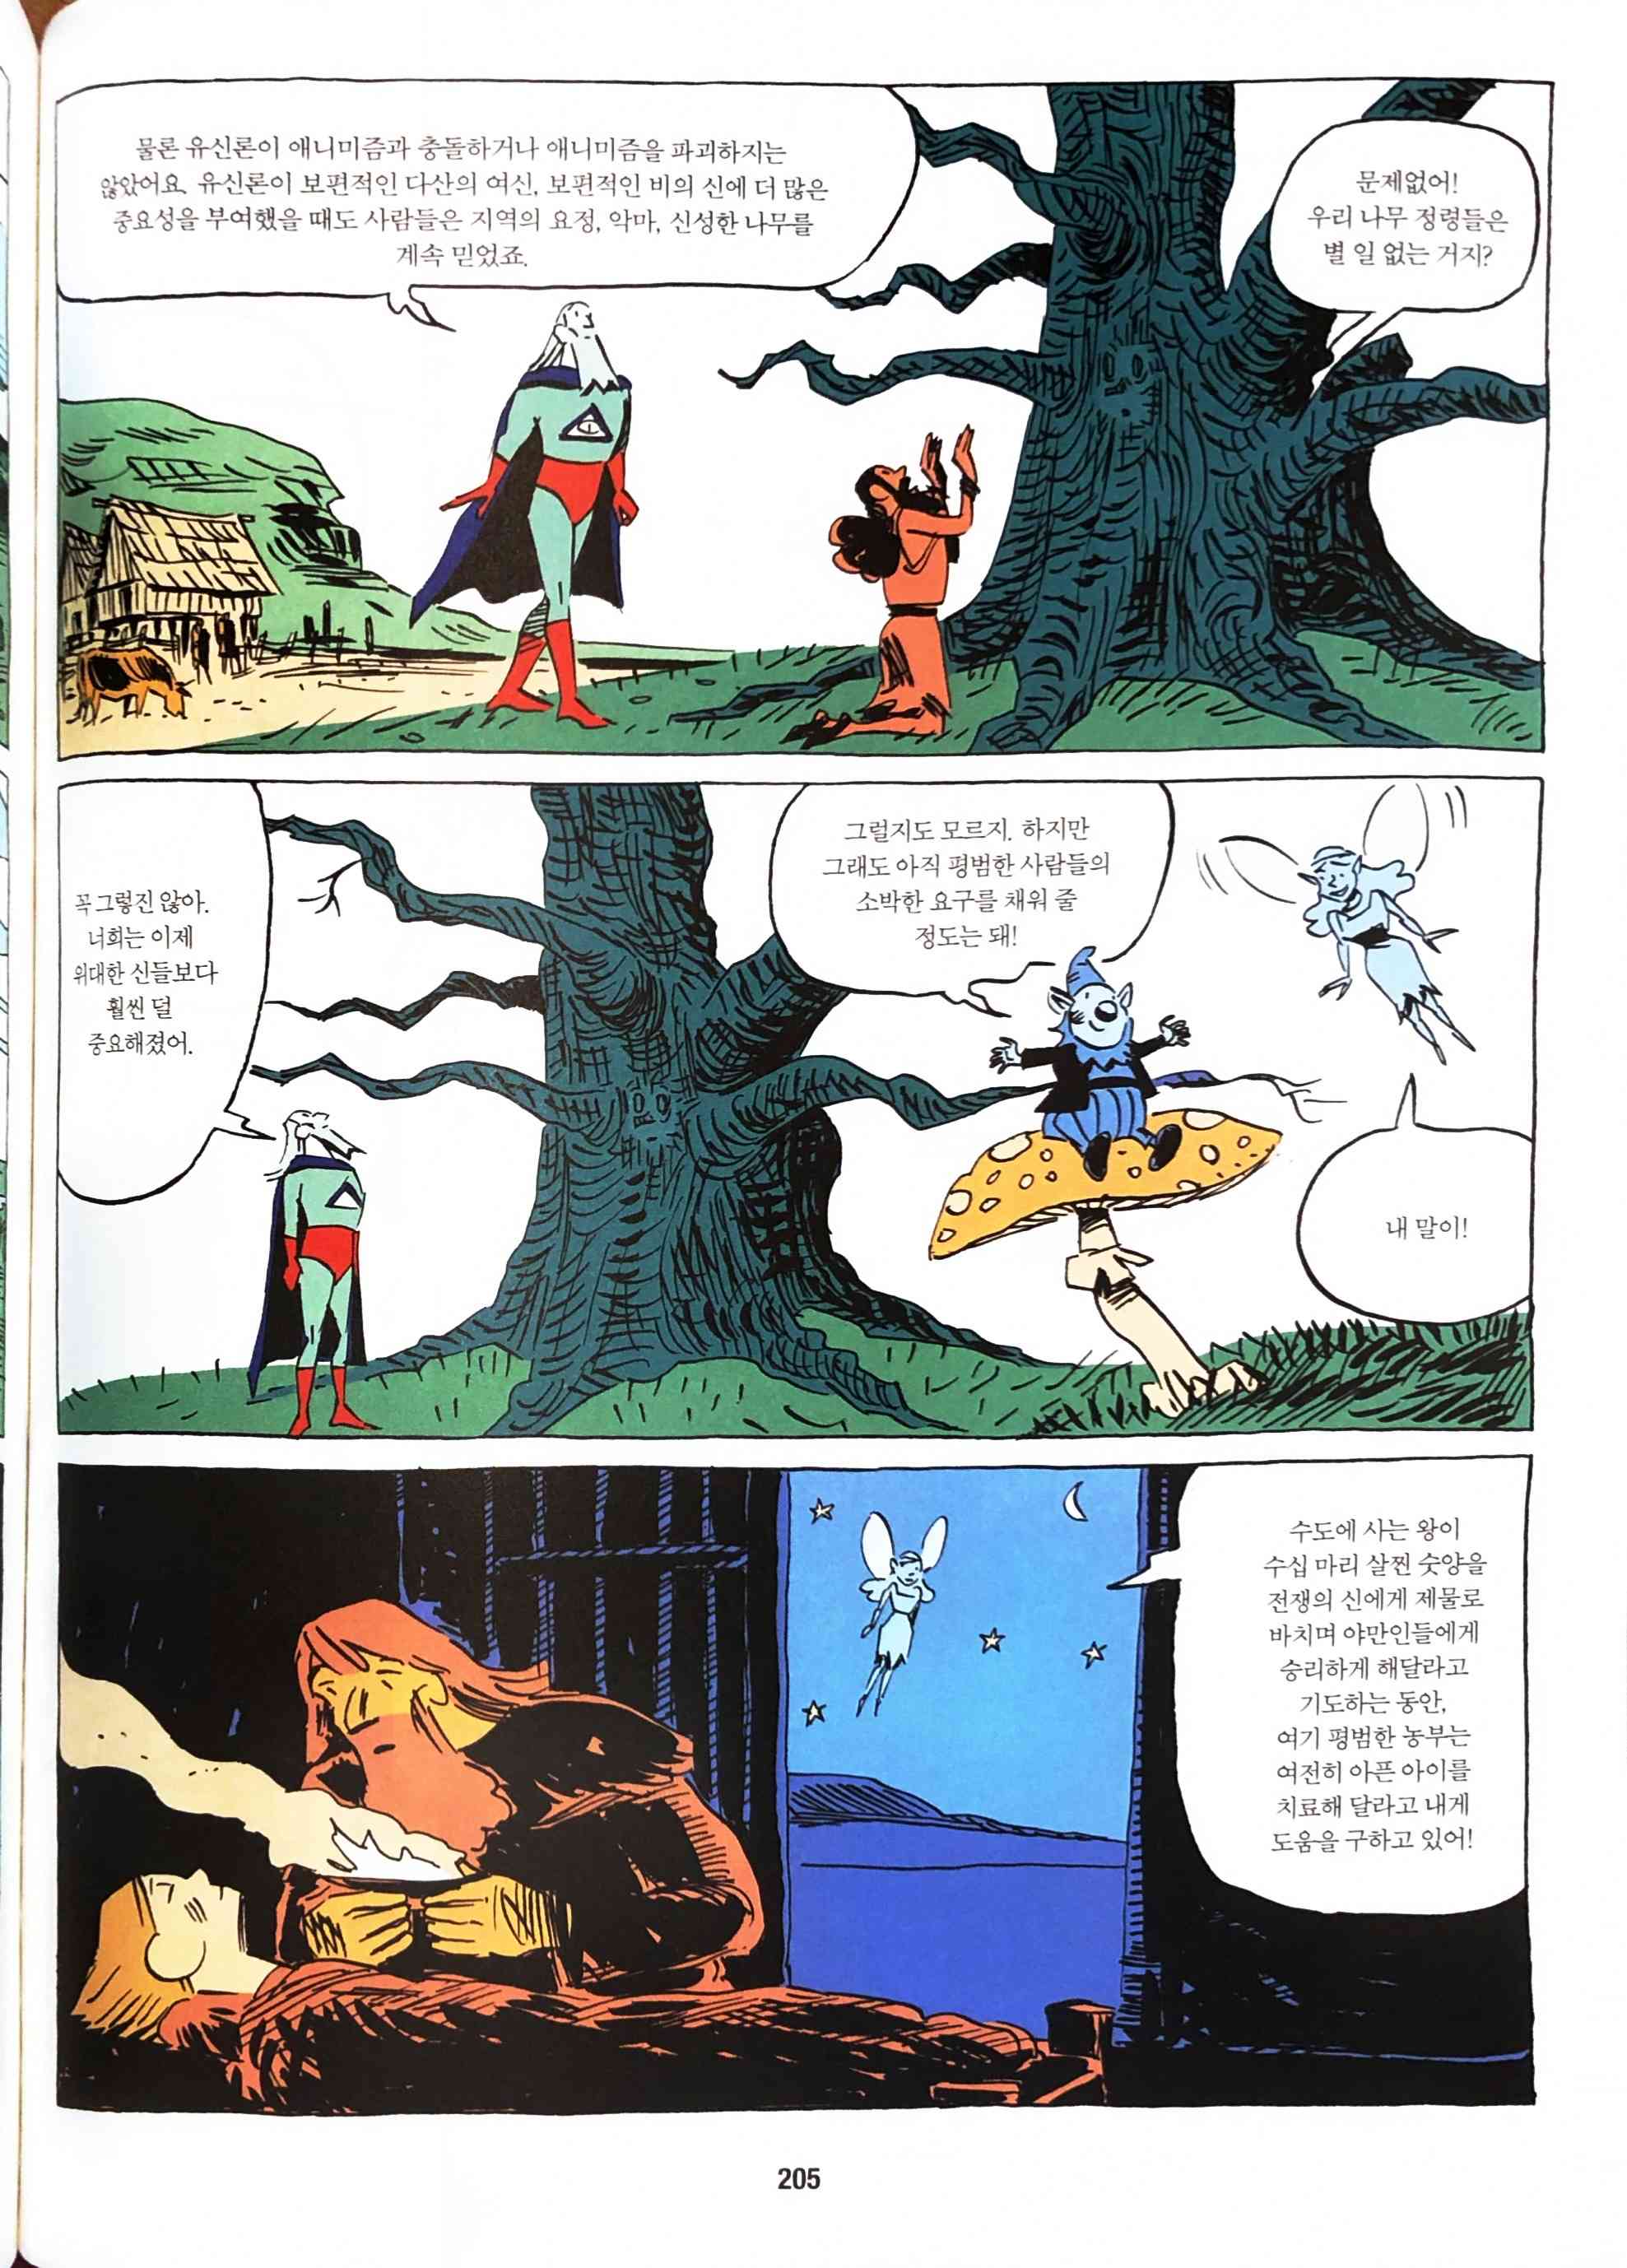 물론 유신론이 애니미즘과 충돌하거나 애니미즘을 파괴하지는
않았어요. 유신론이 보편적인 다산의 여신, 보편적인 비의 신에 더 많은
중요성을 부여했을 때도 사람들은 지역의 요정, 악마, 신성한 나무를
계속 믿었죠.
문제없어!
우리 나무 정령들은
별 일 없는 거지?
꼭 그렇진 않아.
너희는 이제
위대한 신들보다
훨씬 덜
중요해졌어.
그럴지도 모르지. 하지만
그래도 아직 평범한 사람들의
소박한 요구를 채워 줄
정도는 돼!
내 말이!
수도에 사는 왕이
수십 마리 살찐 숫양을
전쟁의 신에게 제물로
바치며 야만인들에게
승리하게 해달라고
기도하는 동안,
여기 평범한 농부는
여전히 아픈 아이를
치료해 달라고 내게
도움을 구하고 있어!
205